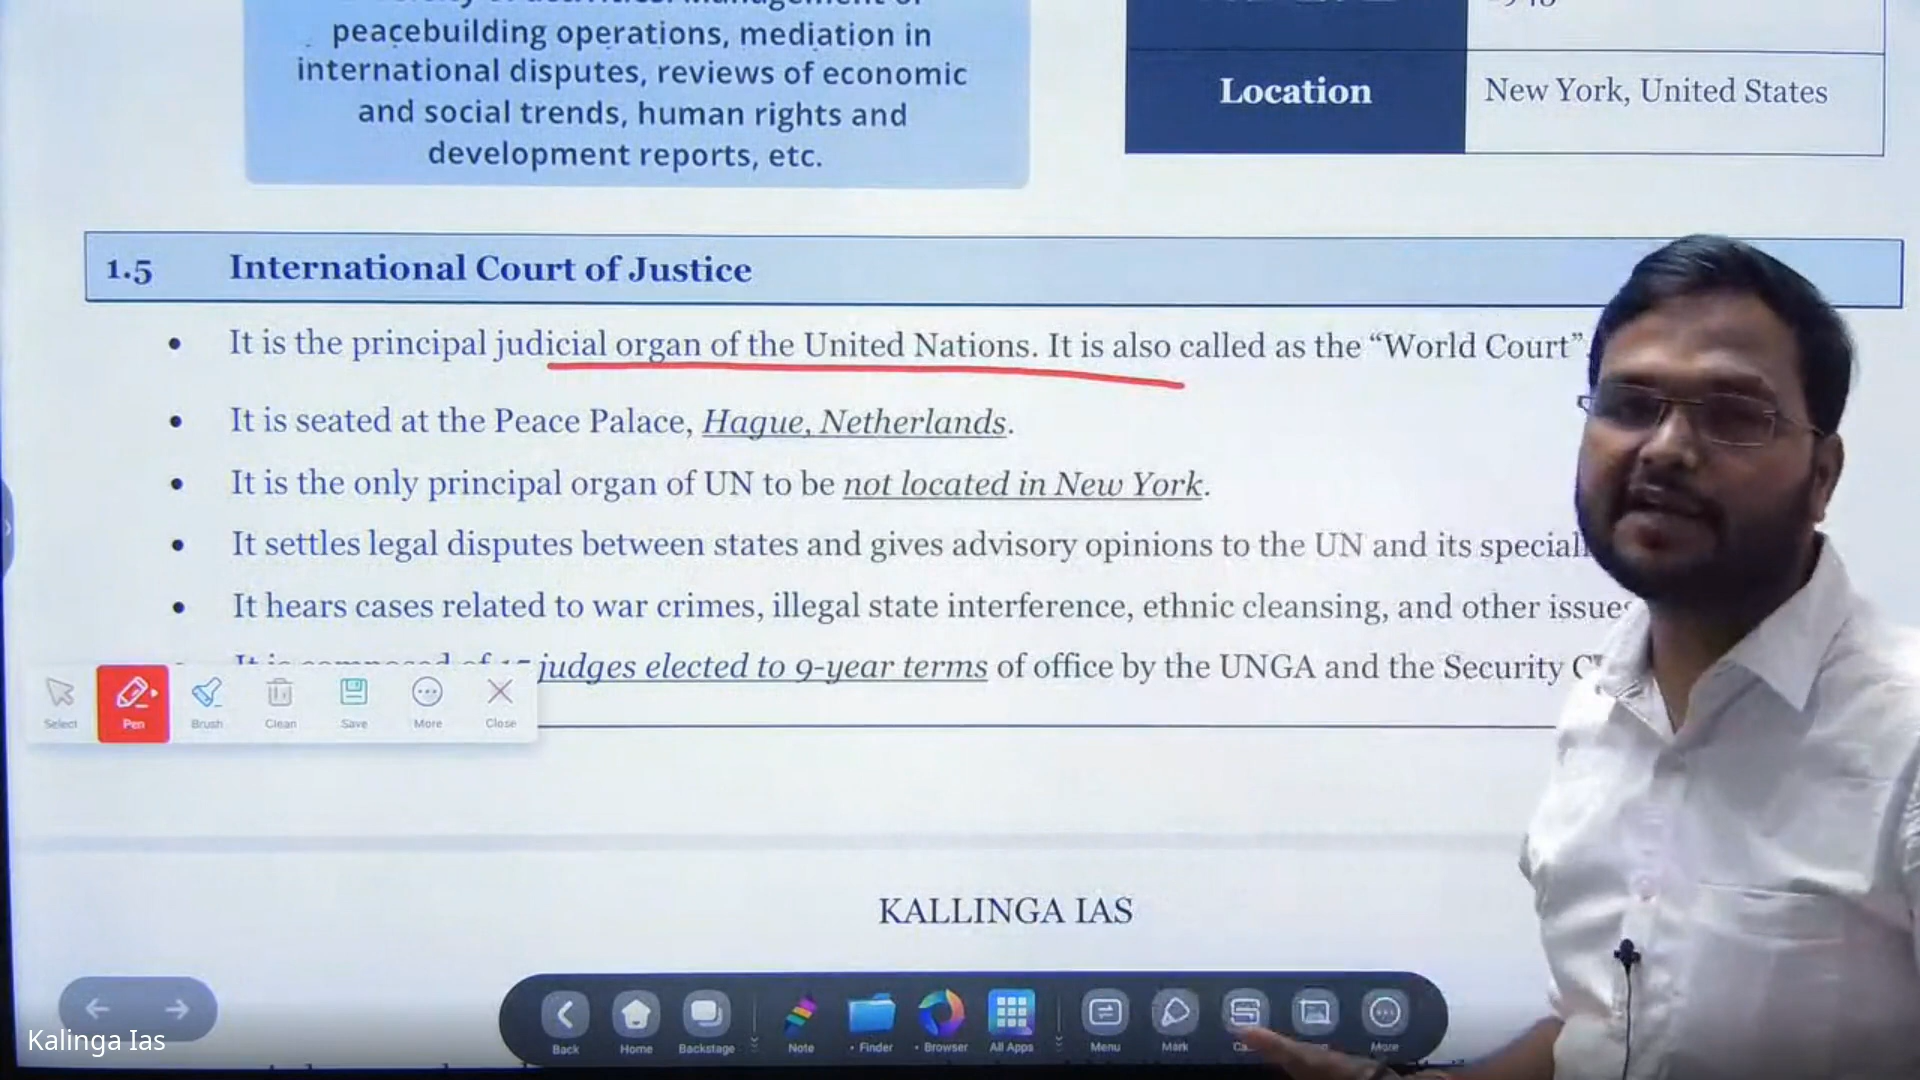 peacebuilding operations, mediation in
international disputes, reviews of economic
and social trends, human rights and
development reports, etc.
Location New York, United States
1.5 International Court of Justice
• It is the principal judicial organ of the United Nations. It is also called as the “World Court”
• It is seated at the Peace Palace, Hague, Netherlands.
• It is the only principal organ of UN to be not located in New York.
• It settles legal disputes between states and gives advisory opinions to the UN and its speciali
• It hears cases related to war crimes, illegal state interference, ethnic cleansing, and other issues
judges elected to 9-year terms of office by the UNGA and the Security
Select Pen Brush Clean Save More Close
KALLINGA IAS
Back Home Backstage Note • Finder • Browser All Apps Menu Mark More
Kalinga Ias